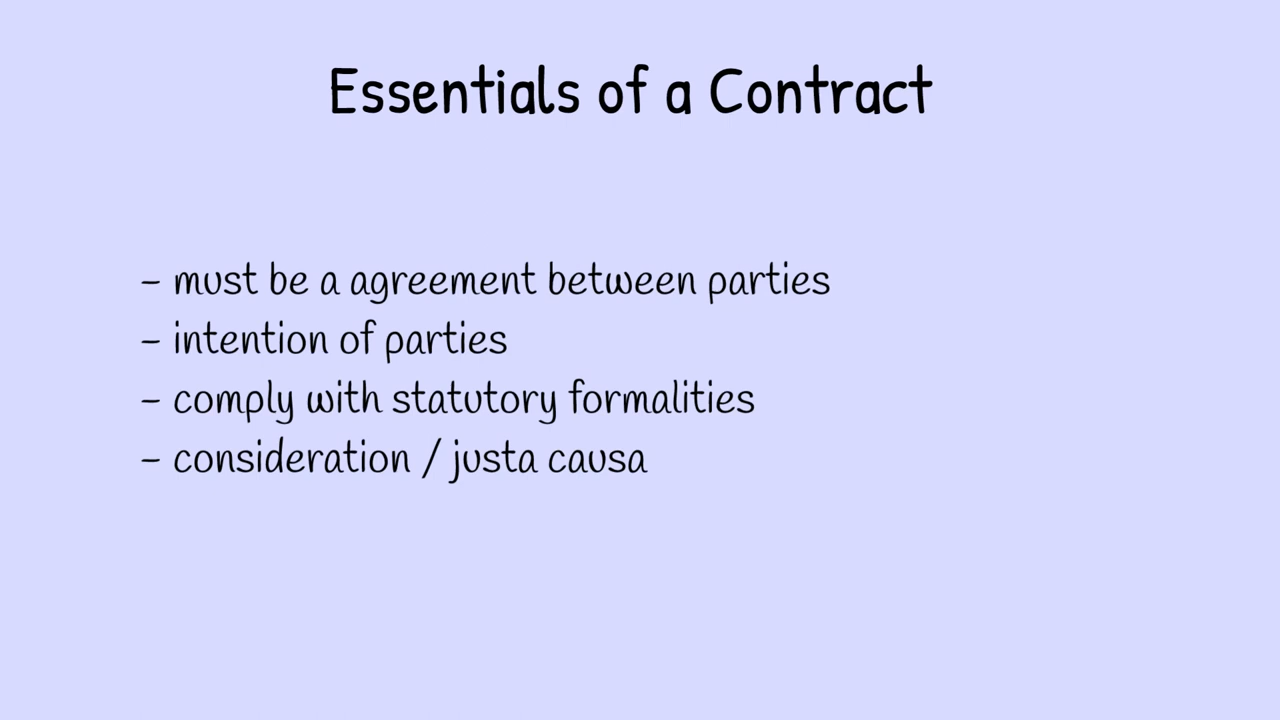 Essentials of a Contract
- must be a agreement between parties
- intention of parties
- comply with statutory formalities
- consideration / justa causa